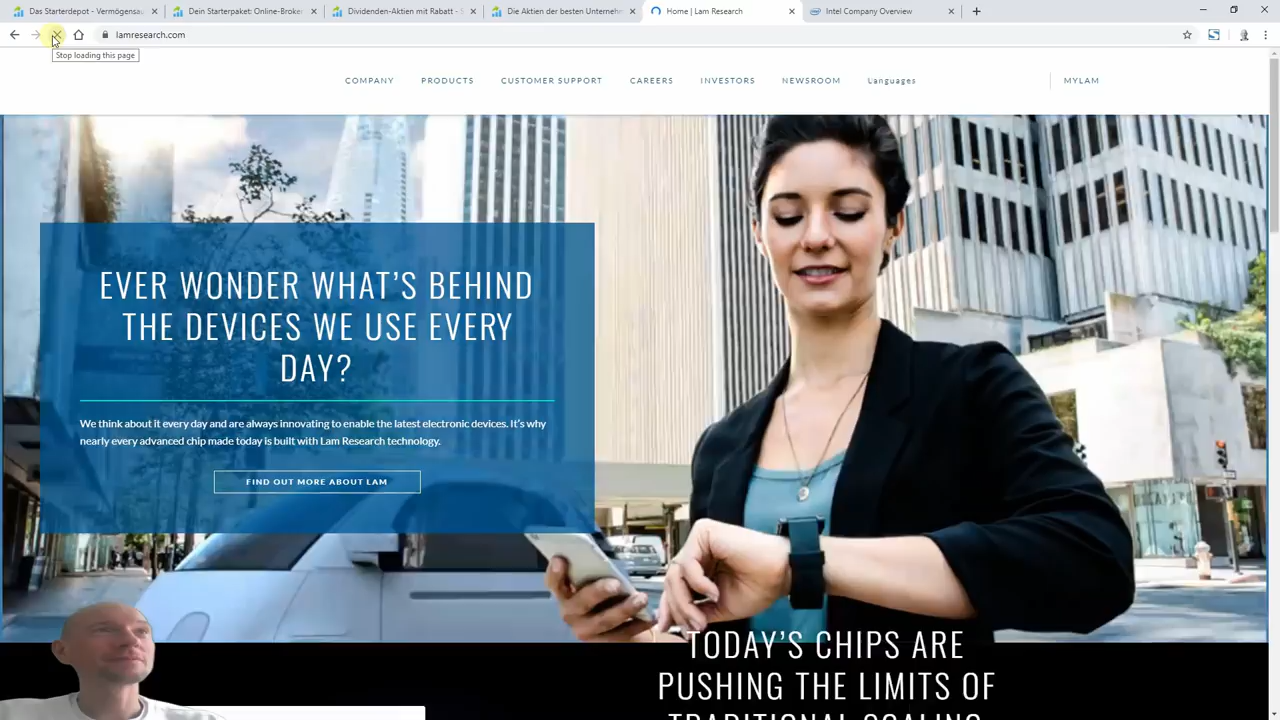 Das Starterdepot - Vermögensau
Dein Starterpaket: Online-Broker
Dividenden-Aktien mit Rabatt - S
Die Aktien der besten Unternehm
Home | Lam Research
Intel Company Overview
lamresearch.com
Stop loading this page
COMPANY
PRODUCTS
CUSTOMER SUPPORT
CAREERS
INVESTORS
NEWSROOM
Languages
MYLAM
EVER WONDER WHAT'S BEHIND
THE DEVICES WE USE EVERY
DAY?
We think about it every day and are always innovating to enable the latest electronic devices. It's why
nearly every advanced chip made today is built with Lam Research technology.
FIND OUT MORE ABOUT LAM
TODAY'S CHIPS ARE
PUSHING THE LIMITS OF
TRADITIONAL SCALING